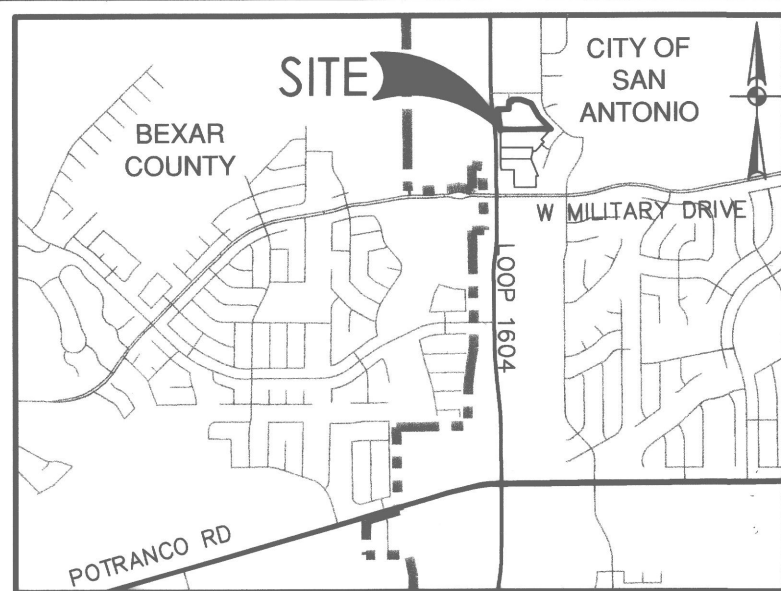 SITE
CITY OF
SAN
ANTONIO
BEXAR
COUNTY
W MILITARY DRIVE
LOOP 1604
POTRANCO RD